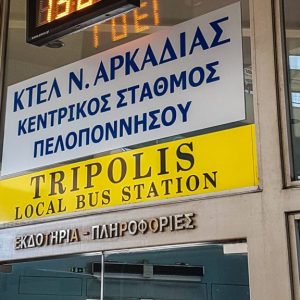 ΚΤΕΛ Ν. ΑΡΚΑΔΙΑΣ
ΚΕΝΤΡΙΚΟΣ ΣΤΑΘΜΟΣ
ΠΕΛΟΠΟΝΝΗΣΟΥ
TRIPOLIS
LOCAL BUS STATION
ΕΚΔΟΤΗΡΙΑ - ΠΛΗΡΟΦΟΡΙΕΣ